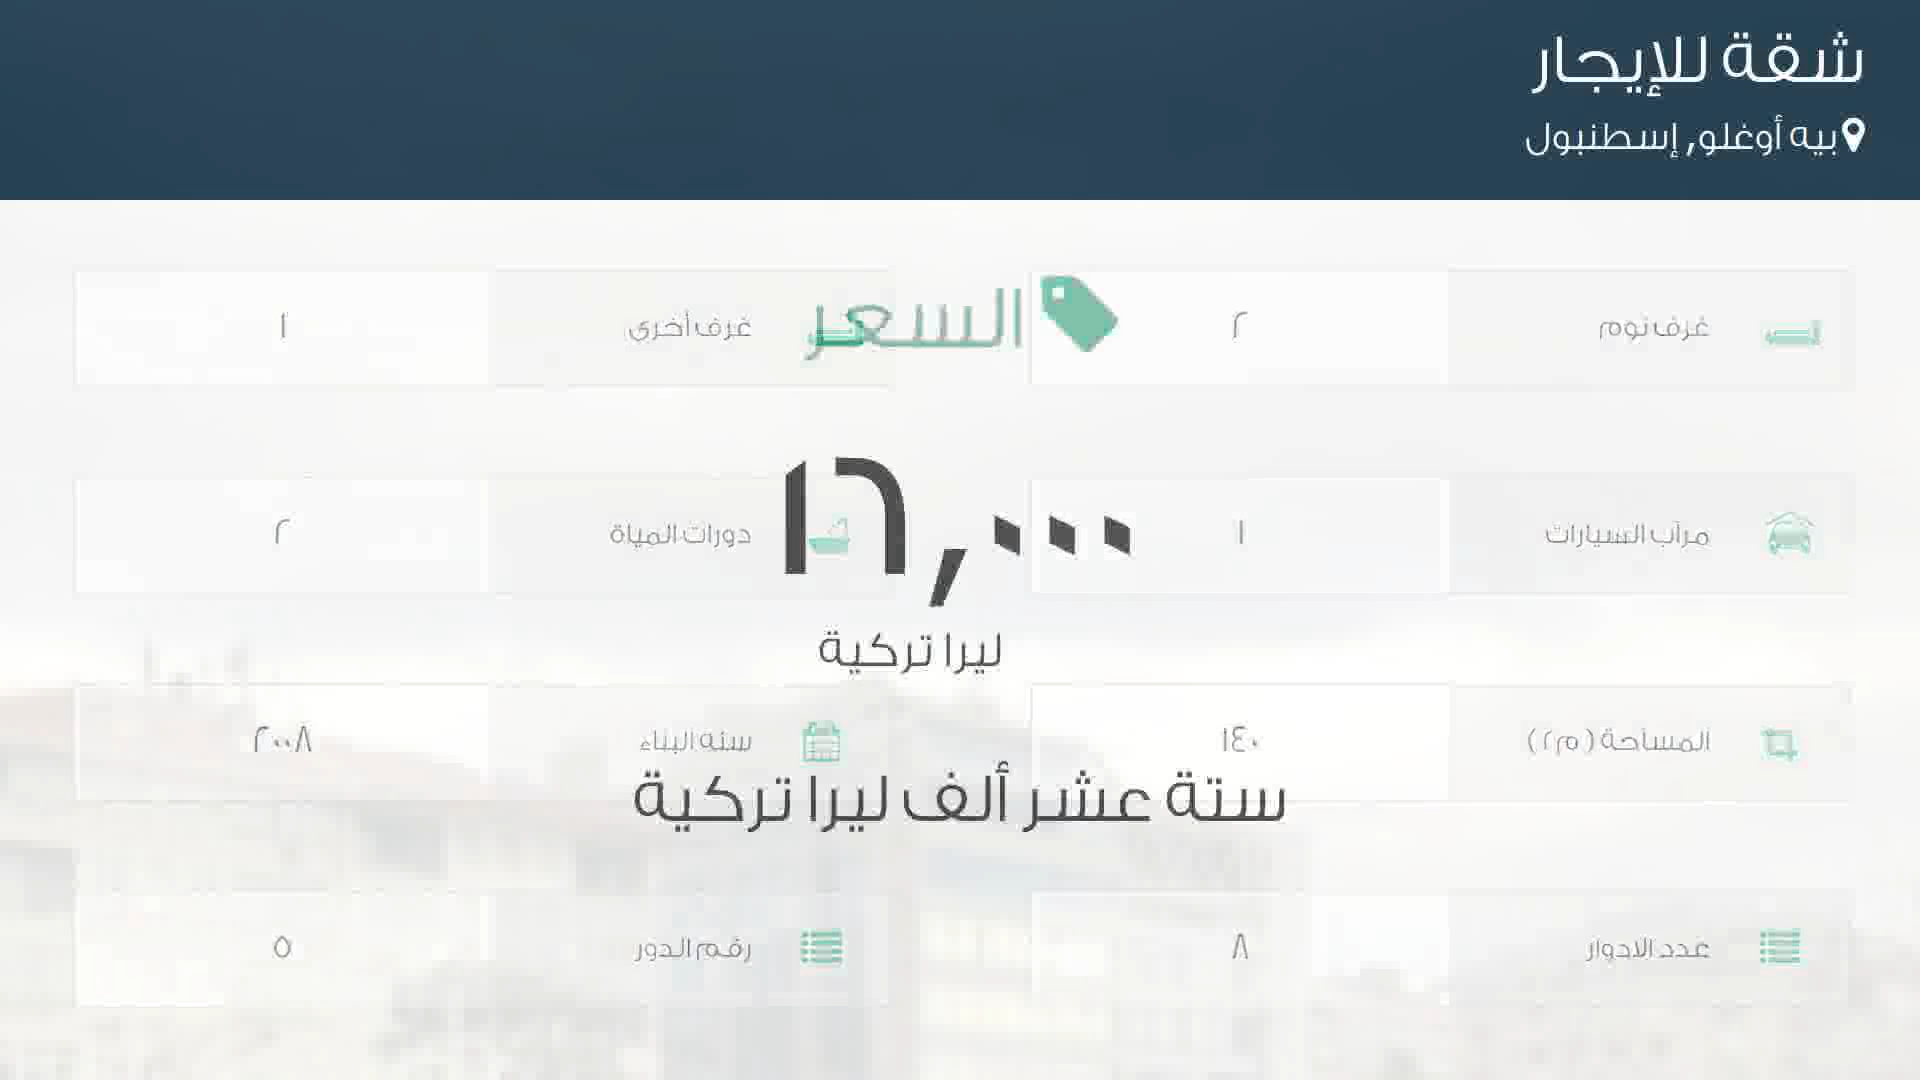 شقة للإيجار
بيه أوغلو, إسطنبول
السعر
١٦,٠٠٠
ليرا تركية
ستة عشر ألف ليرا تركية
غرف نوم ٢
غرف أخرى ١
مرآب السيارات ١
دورات المياة ٢
المساحة ( م٢ ) ١٤٠
سنة البناء ٢٠٠٨
عدد الادوار ٨
رقم الدور ٥